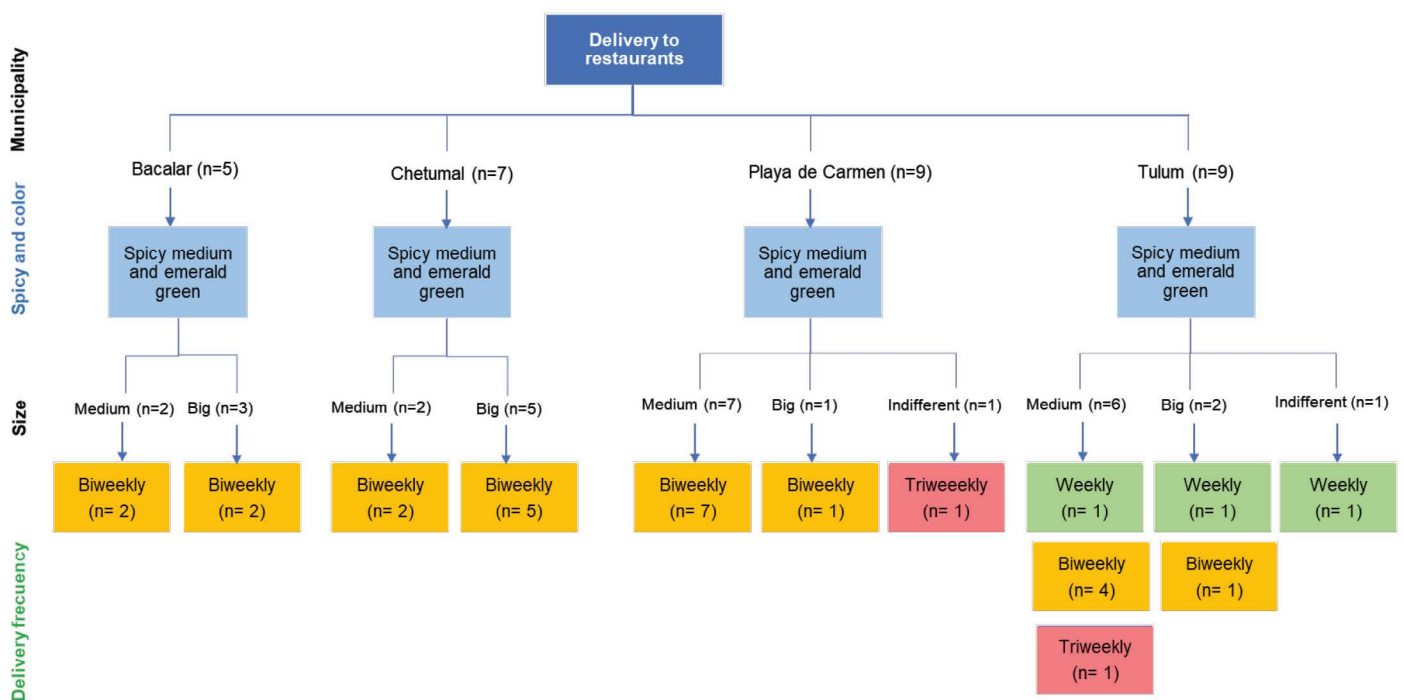 Municipality
Delivery to
restaurants
Bacalar (n=5)
Chetumal (n=7)
Playa de Carmen (n=9)
Tulum (n=9)
Spicy and color
Spicy medium
and emerald
green
Spicy medium
and emerald
green
Spicy medium
and emerald
green
Spicy medium
and emerald
green
Size
Medium (n=2)
Big (n=3)
Medium (n=2)
Big (n=5)
Medium (n=7)
Big (n=1)
Indifferent (n=1)
Medium (n=6)
Big (n=2)
Indifferent (n=1)
Delivery frecuency
Biweekly
(n= 2)
Biweekly
(n= 2)
Biweekly
(n= 2)
Biweekly
(n= 5)
Biweekly
(n= 7)
Biweekly
(n= 1)
Triweeekly
(n= 1)
Weekly
(n= 1)
Weekly
(n= 1)
Weekly
(n= 1)
Biweekly
(n= 4)
Biweekly
(n= 1)
Triweekly
(n= 1)